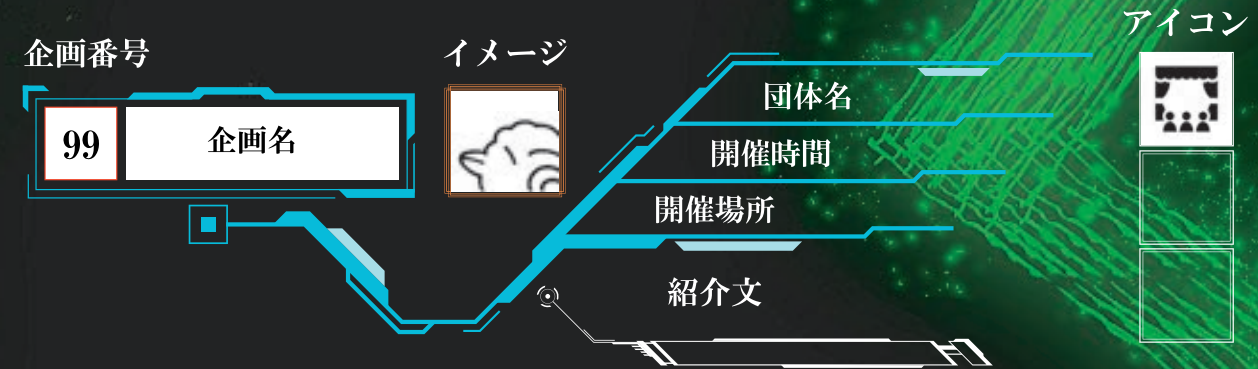 企画番号
99
企画名
イメージ
団体名
開催時間
開催場所
紹介文
アイコン